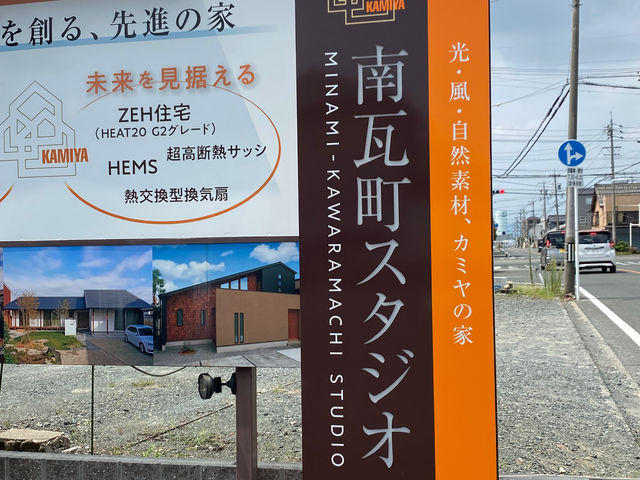 を創る、先進の家
未来を見据える
ZEH住宅
(HEAT20 G2グレード)
超高断熱サッシ
HEMS
熱交換型換気扇
KAMIYA
KAMIYA
南瓦町スタジオ
MINAMI-KAWARAMACHI STUDIO
光・風・自然素材、カミヤの家